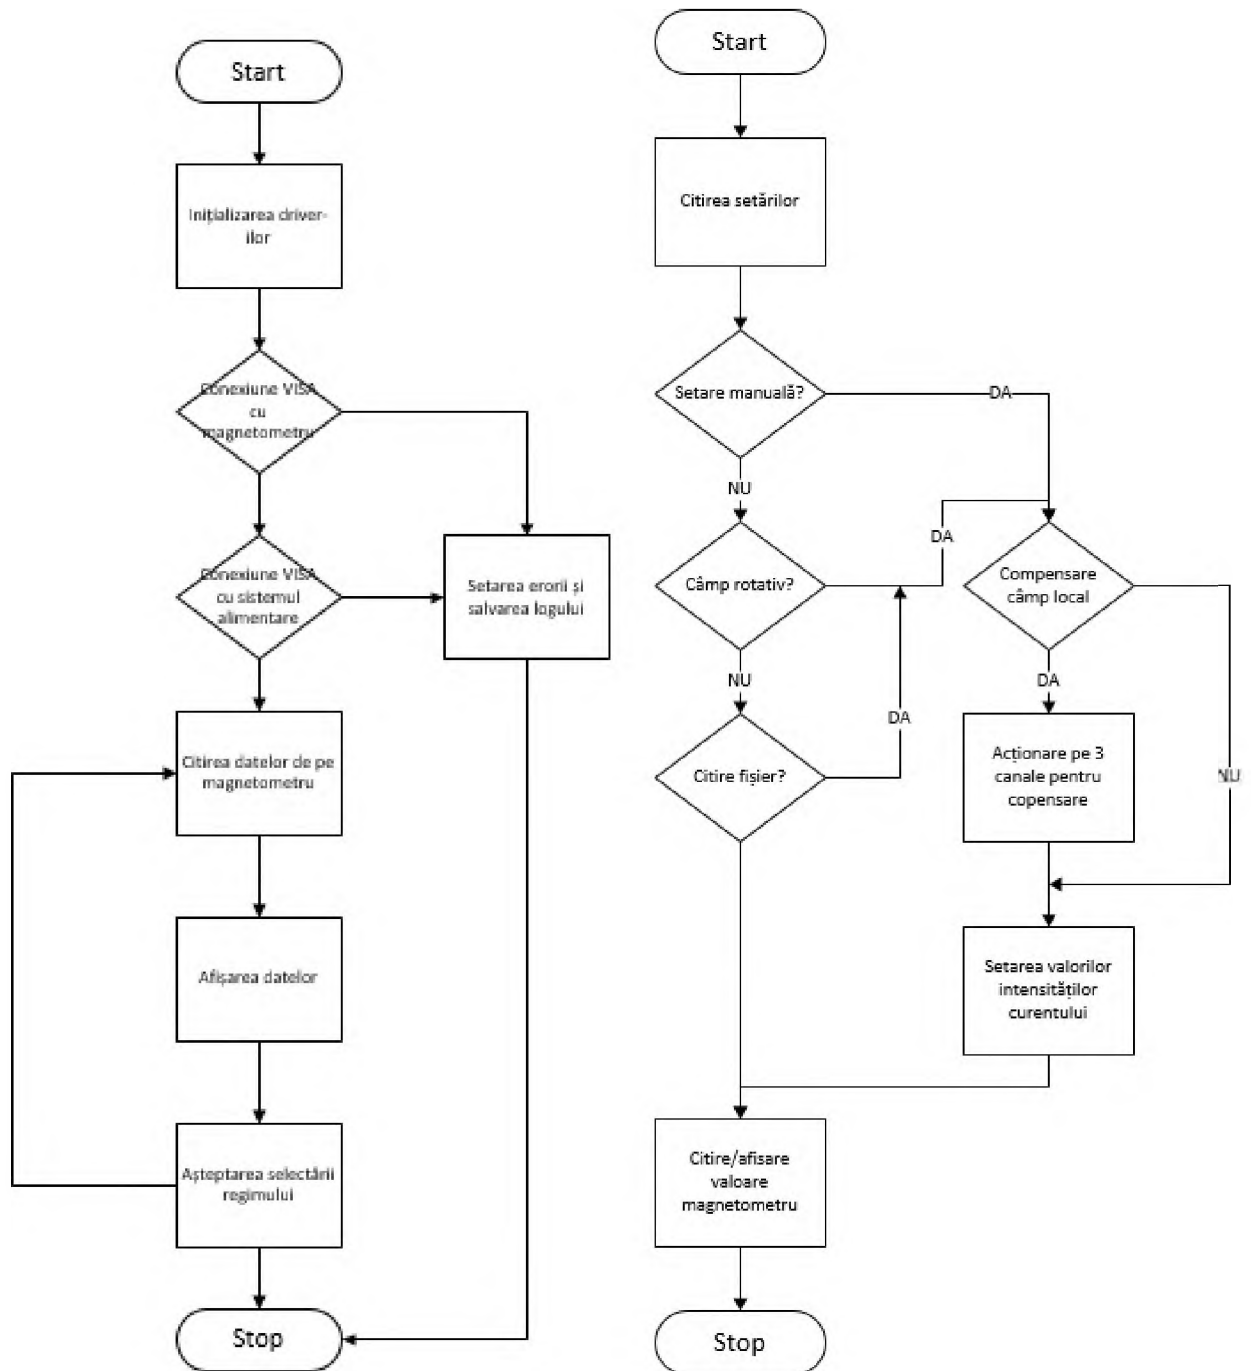 Start
Inițializarea driver-
ilor
Conexiune VISA
cu
magnetometru
Conexiune VISA
cu sistemul
alimentare
Setarea erorii și
salvarea logului
Citirea datelor de pe
magnetometru
Afișarea datelor
Așteptarea selectării
regimului
Stop
Start
Citirea setărilor
Setare manuală?
DA
NU
Câmp rotativ?
DA
Compensare
câmp local
NU
DA
DA
NU
Citire fișier?
Acționare pe 3
canale pentru
copensare
Setarea valorilor
intensităților
curentului
Citire/afisare
valoare
magnetometru
Stop